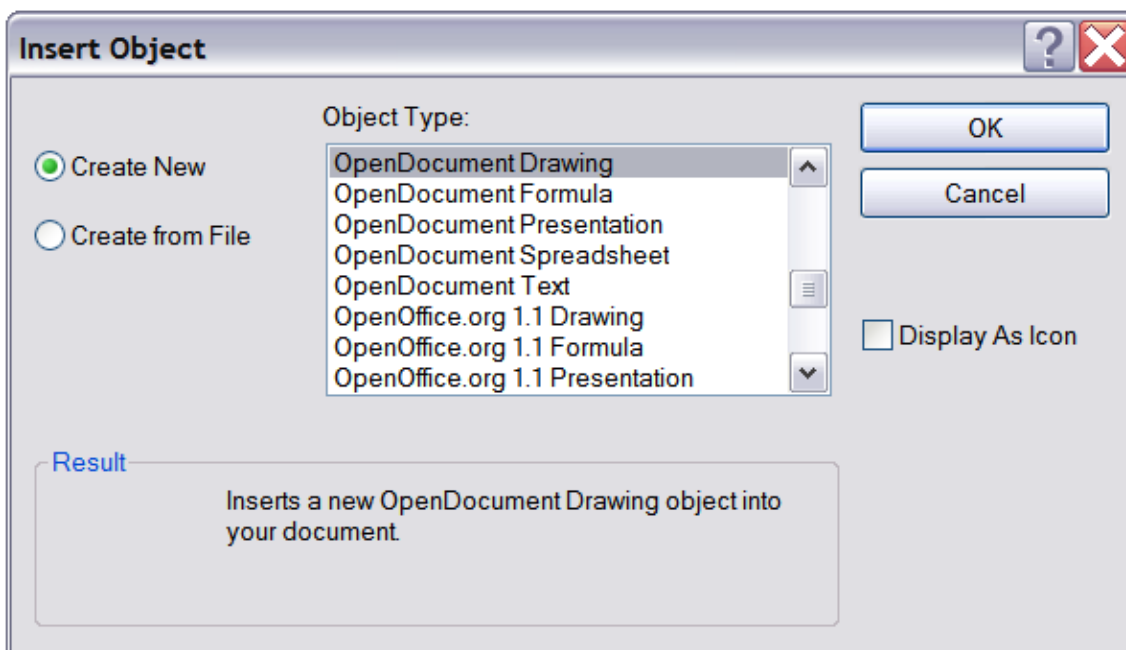 Insert Object
Object Type:
Create New
Create from File
OpenDocument Drawing
OpenDocument Formula
OpenDocument Presentation
OpenDocument Spreadsheet
OpenDocument Text
OpenOffice.org 1.1 Drawing
OpenOffice.org 1.1 Formula
OpenOffice.org 1.1 Presentation
OK
Cancel
Display As Icon
Result
Inserts a new OpenDocument Drawing object into
your document.